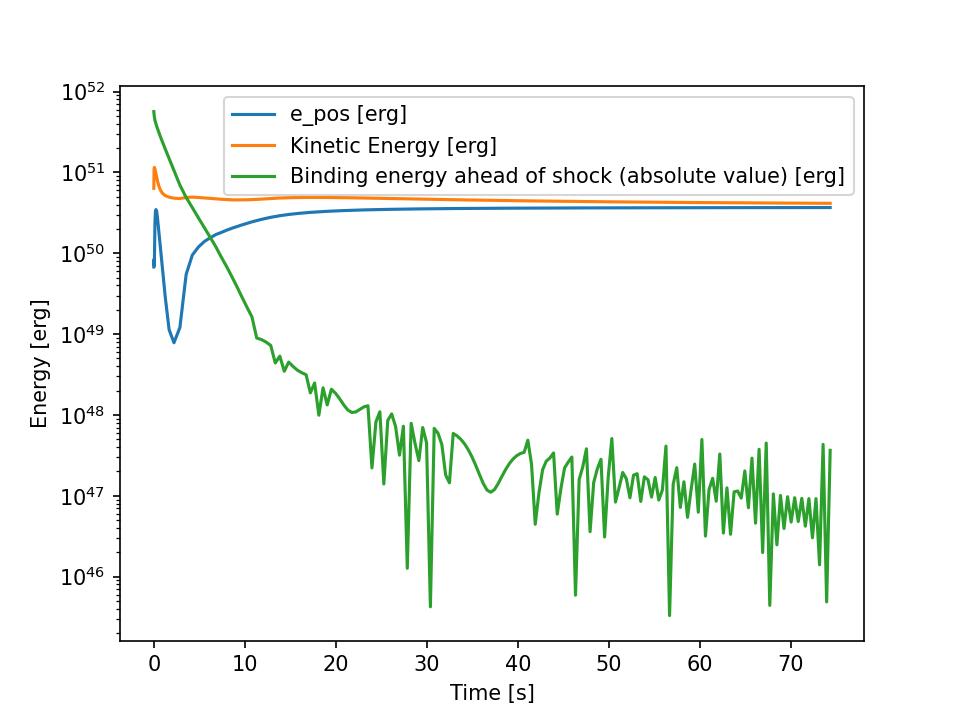 10^52
10^51
10^50
10^49
10^48
10^47
10^46
Energy [erg]
e_pos [erg]
Kinetic Energy [erg]
Binding energy ahead of shock (absolute value) [erg]
0 10 20 30 40 50 60 70
Time [s]